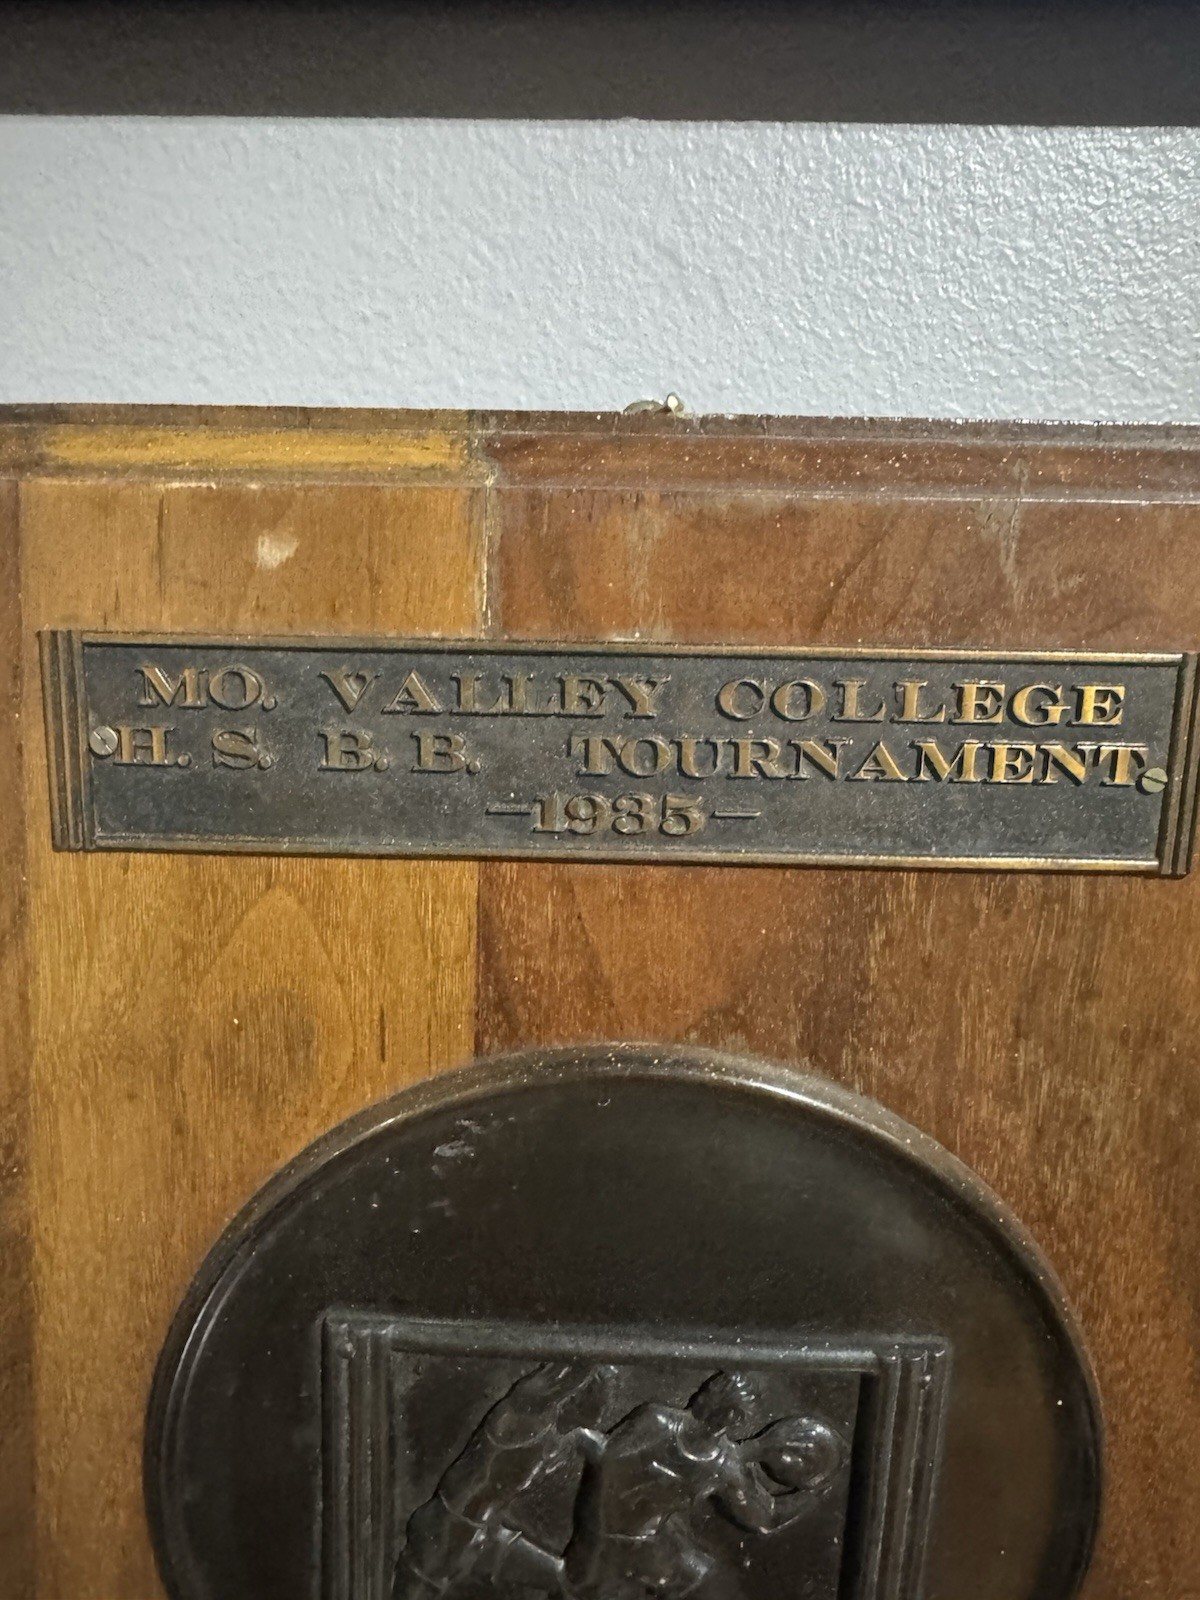 MO. VALLEY COLLEGE
H. S. B. B. TOURNAMENT
-1935-